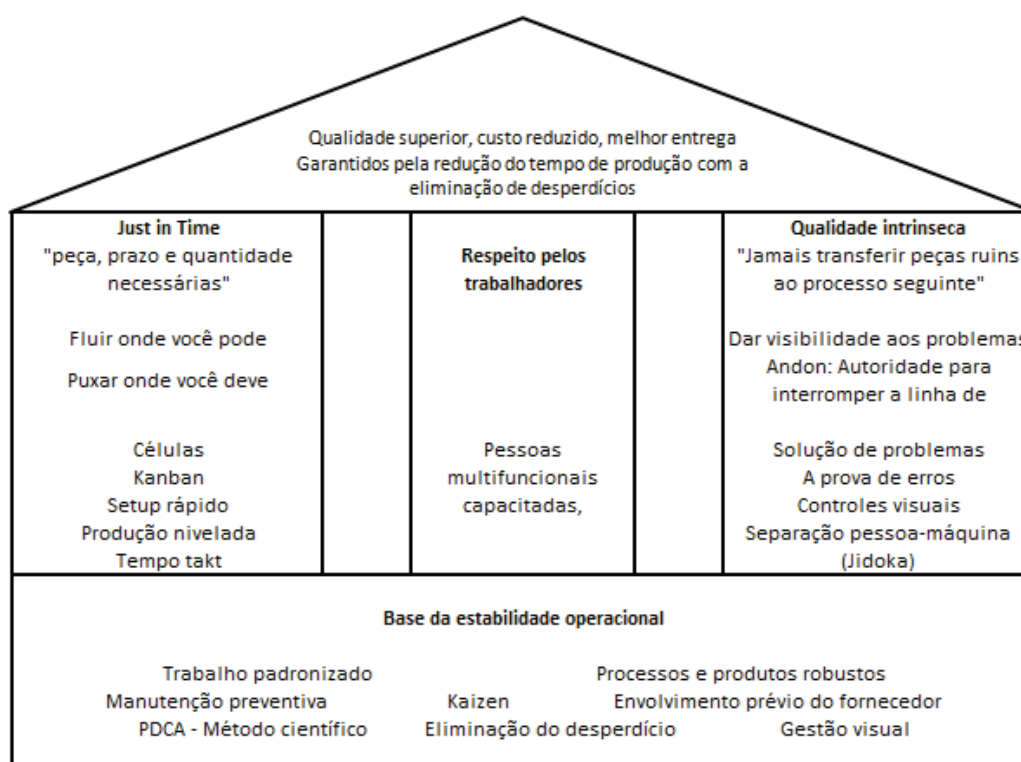 Qualidade superior, custo reduzido, melhor entrega
Garantidos pela redução do tempo de produção com a
eliminação de desperdícios
Just in Time
"peça, prazo e quantidade
necessárias"
Fluir onde você pode
Puxar onde você deve
Células
Kanban
Setup rápido
Produção nivelada
Tempo takt
Respeito pelos
trabalhadores
Pessoas
multifuncionais
capacitadas,
Qualidade intrinseca
"Jamais transferir peças ruins
ao processo seguinte"
Dar visibilidade aos problemas
Andon: Autoridade para
interromper a linha de
Solução de problemas
A prova de erros
Controles visuais
Separação pessoa-máquina
(Jidoka)
Base da estabilidade operacional
Trabalho padronizado Processos e produtos robustos
Manutenção preventiva Kaizen Envolvimento prévio do fornecedor
PDCA - Método científico Eliminação do desperdício Gestão visual